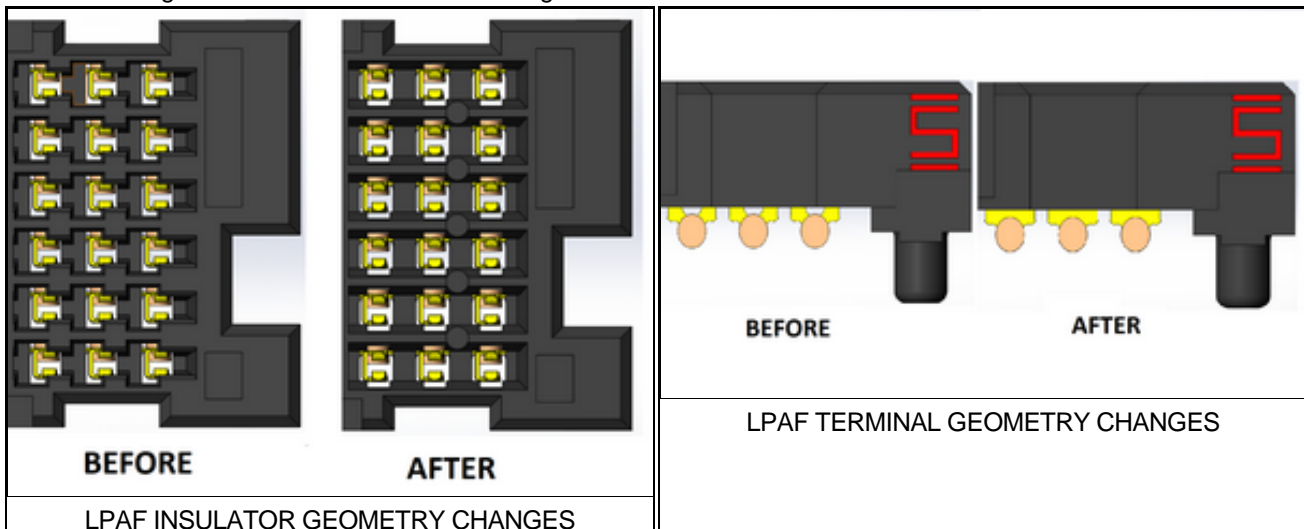 BEFORE
AFTER
LPAF INSULATOR GEOMETRY CHANGES
BEFORE
AFTER
LPAF TERMINAL GEOMETRY CHANGES